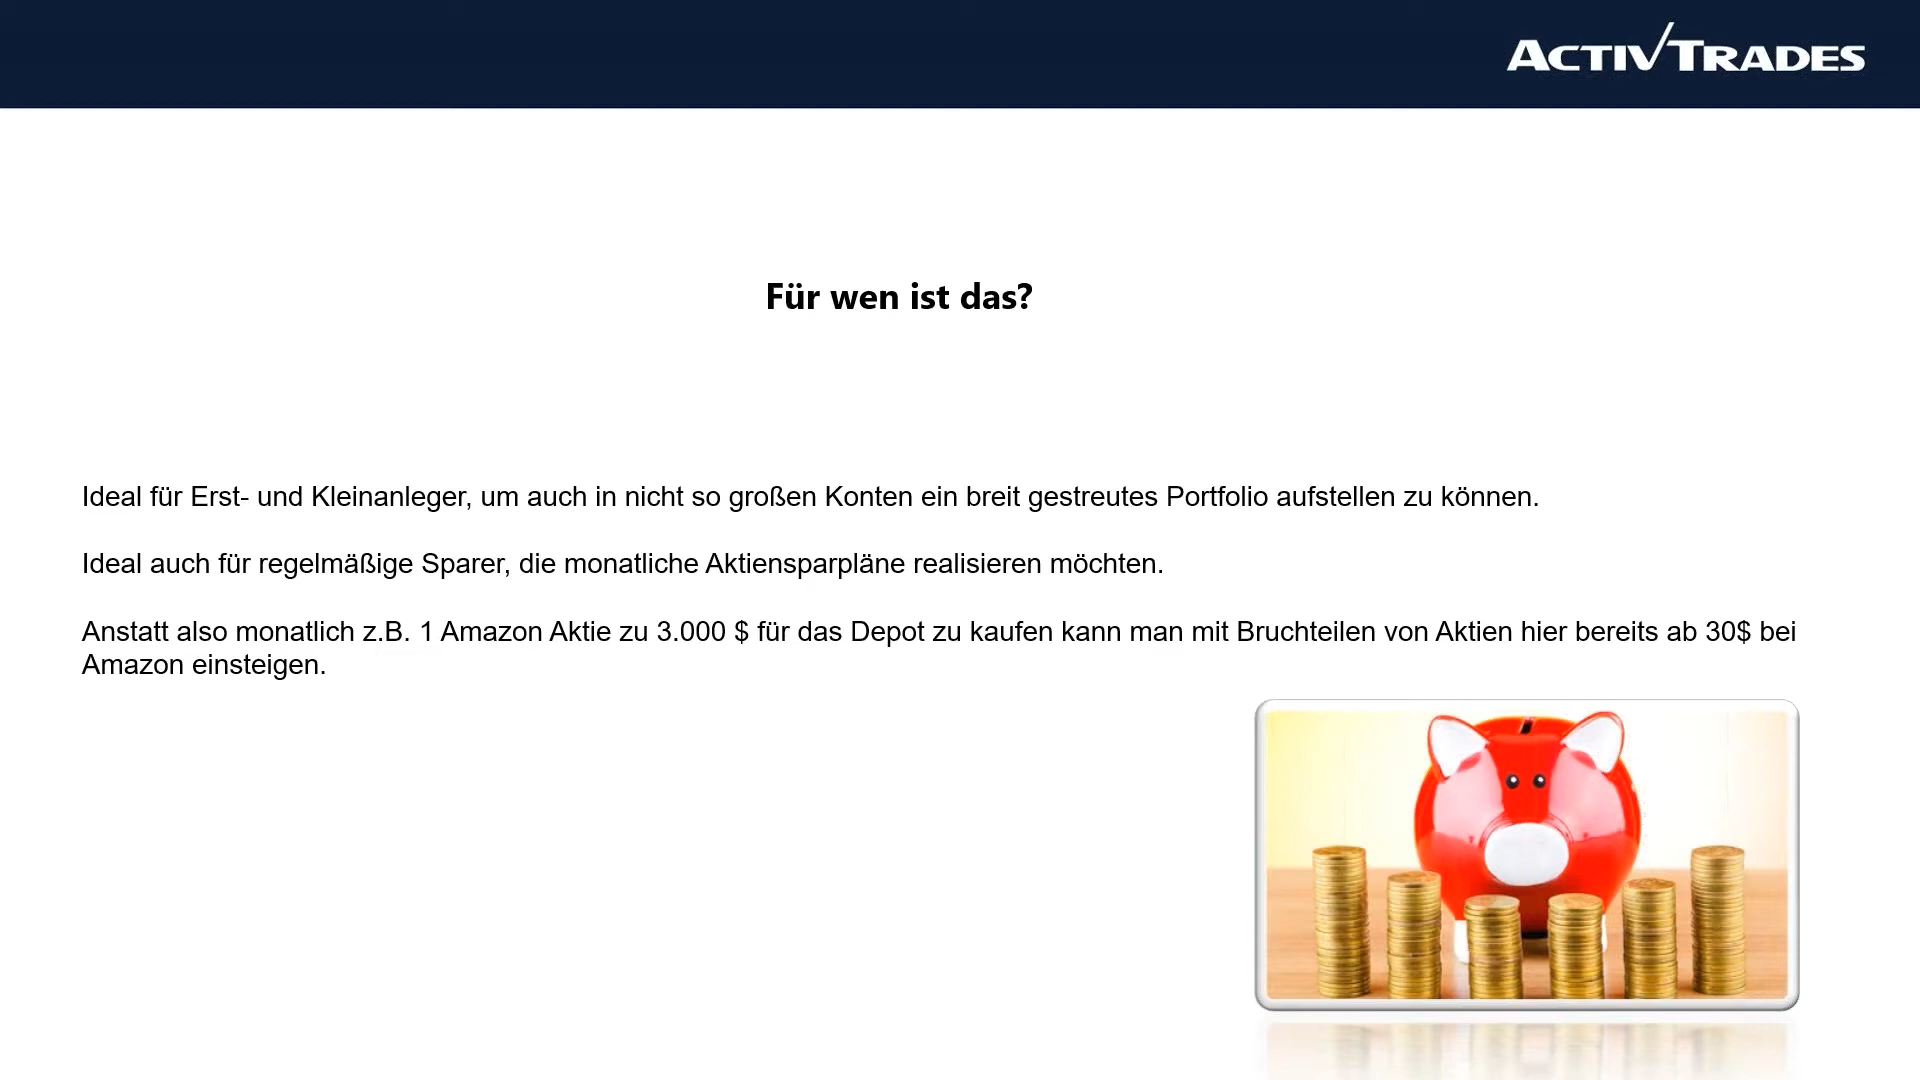 ACTIVTRADES
Für wen ist das?
Ideal für Erst- und Kleinanleger, um auch in nicht so großen Konten ein breit gestreutes Portfolio aufstellen zu können.
Ideal auch für regelmäßige Sparer, die monatliche Aktiensparpläne realisieren möchten.
Anstatt also monatlich z.B. 1 Amazon Aktie zu 3.000 $ für das Depot zu kaufen kann man mit Bruchteilen von Aktien hier bereits ab 30$ bei
Amazon einsteigen.